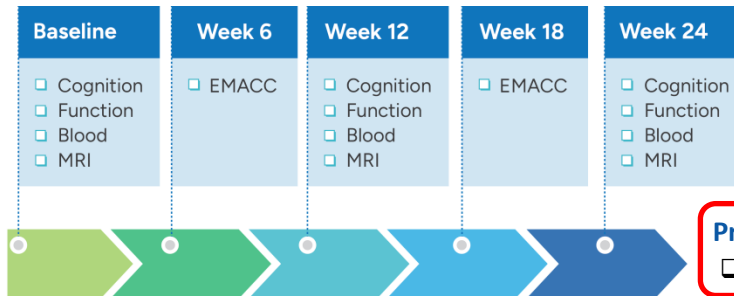 Baseline
Cognition
Function
Blood
MRI
Week 6
EMACC
Week 12
Cognition
Function
Blood
MRI
Week 18
EMACC
Week 24
Cognition
Function
Blood
MRI